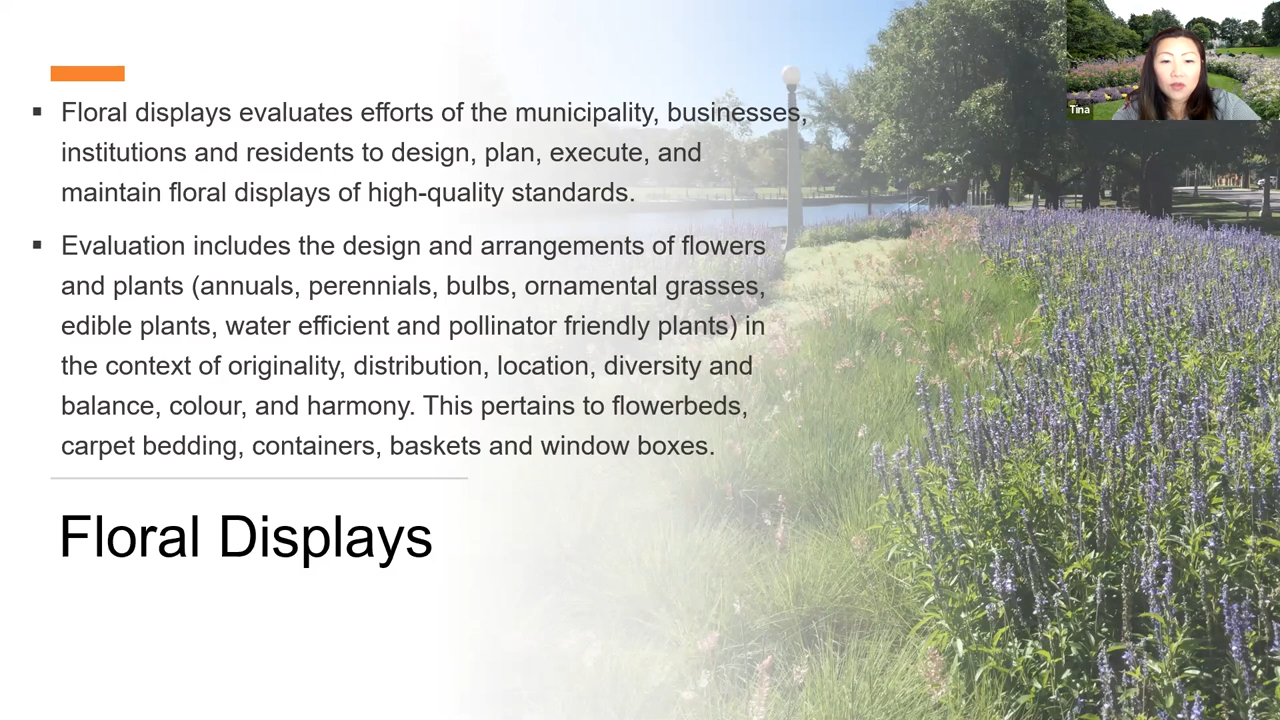 ▪ Floral displays evaluates efforts of the municipality, businesses,
institutions and residents to design, plan, execute, and
maintain floral displays of high-quality standards.
▪ Evaluation includes the design and arrangements of flowers
and plants (annuals, perennials, bulbs, ornamental grasses,
edible plants, water efficient and pollinator friendly plants) in
the context of originality, distribution, location, diversity and
balance, colour, and harmony. This pertains to flowerbeds,
carpet bedding, containers, baskets and window boxes.
Floral Displays
Tina